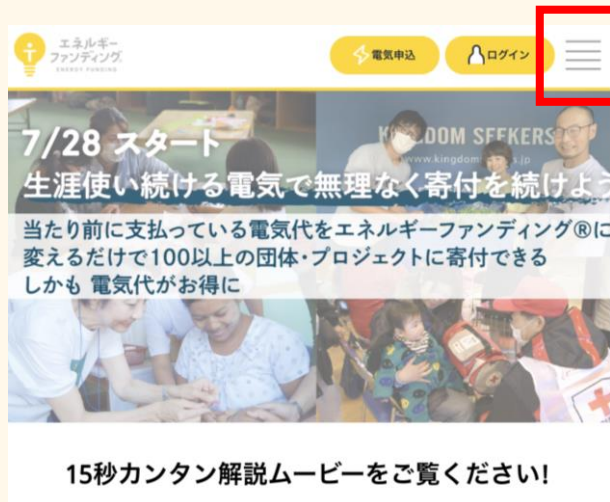 エネルギー
ファンディング
ENERGY FUNDING
電気申込
ログイン
7/28 スタート
KINGDOM SEEKERS
www.kingdom
生涯使い続ける電気で無理なく寄付を続けよう
当たり前に支払っている電気代をエネルギーファンディング®に
変えるだけで100以上の団体・プロジェクトに寄付できる
しかも 電気代がお得に
15秒カンタン解説ムービーをご覧ください!